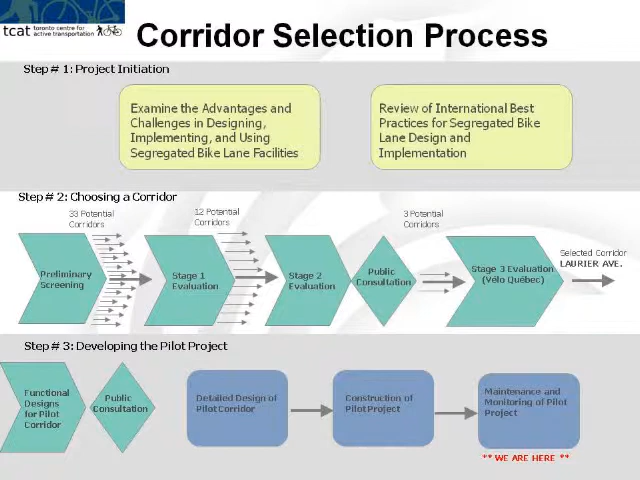 tcat toronto centre for
active transportation
Corridor Selection Process
Step # 1: Project Initiation
Examine the Advantages and
Challenges in Designing,
Implementing, and Using
Segregated Bike Lane Facilities
Review of International Best
Practices for Segregated Bike
Lane Design and
Implementation
Step # 2: Choosing a Corridor
33 Potential
Corridors
12 Potential
Corridors
3 Potential
Corridors
Preliminary
Screening
Stage 1
Evaluation
Stage 2
Evaluation
Public
Consultation
Stage 3 Evaluation
(Vélo Québec)
Selected Corridor
LAURIER AVE.
Step # 3: Developing the Pilot Project
Functional
Designs
for Pilot
Corridor
Public
Consultation
Detailed Design of
Pilot Corridor
Construction of
Pilot Project
Maintenance and
Monitoring of Pilot
Project
** WE ARE HERE **